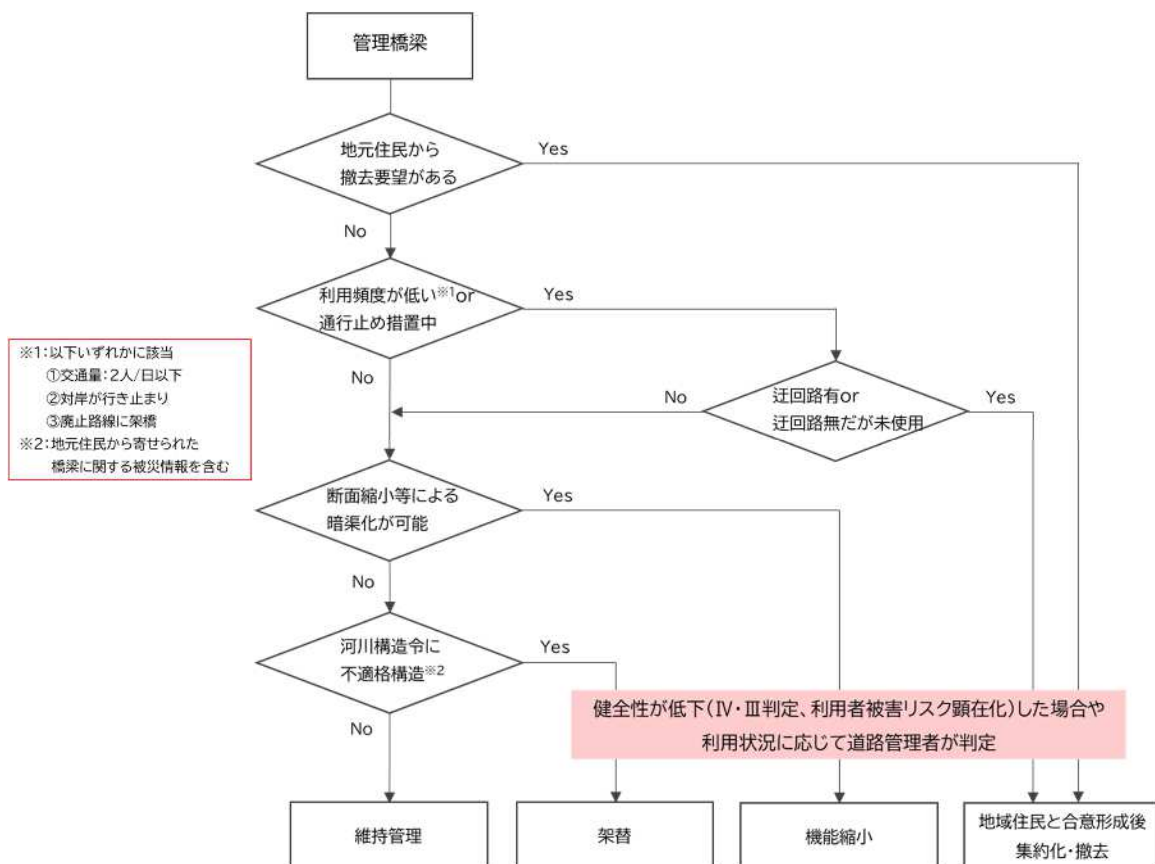 管理橋梁
地元住民から
撤去要望がある
Yes
No
利用頻度が低い※1or
通行止め措置中
Yes
No
迂回路有or
迂回路無だが未使用
Yes
No
※1:以下いずれかに該当
①交通量:2人/日以下
②対岸が行き止まり
③廃止路線に架橋
※2:地元住民から寄せられた
橋梁に関する被災情報を含む
断面縮小等による
暗渠化が可能
Yes
No
河川構造令に
不適格構造※2
Yes
No
健全性が低下(Ⅳ・Ⅲ判定、利用者被害リスク顕在化)した場合や
利用状況に応じて道路管理者が判定
維持管理
架替
機能縮小
地域住民と合意形成後
集約化・撤去